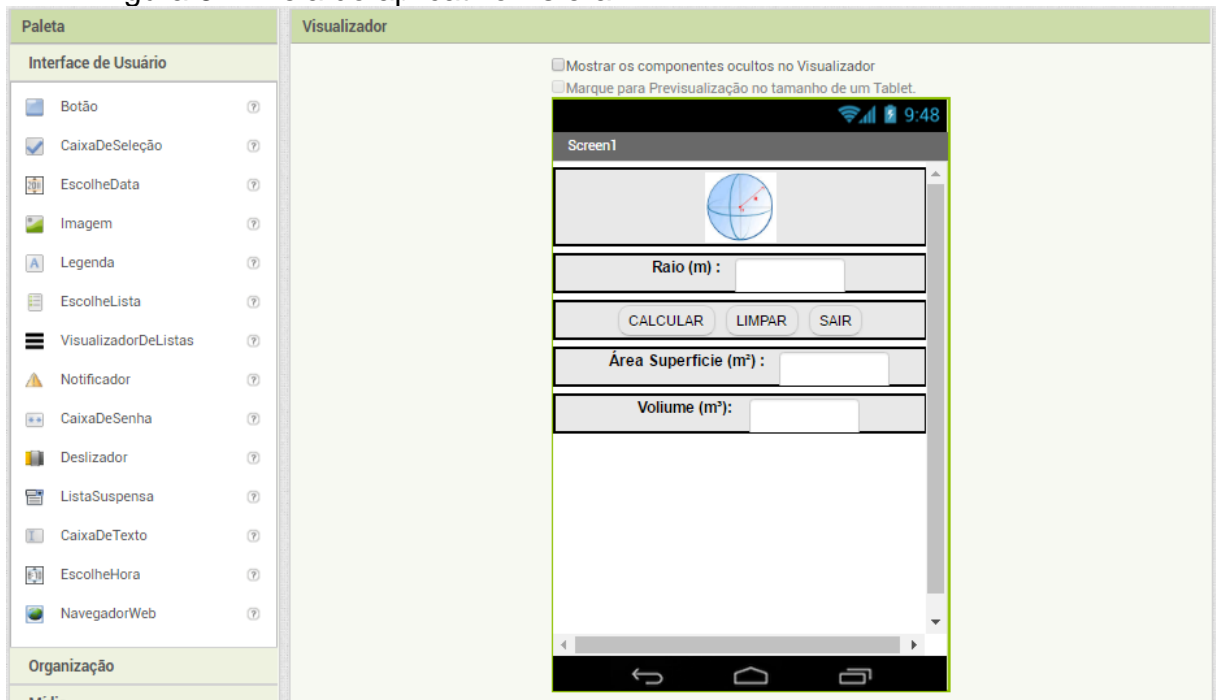 Paleta
Visualizador
Interface de Usuário
Mostrar os componentes ocultos no Visualizador
Marque para Previsualização no tamanho de um Tablet.
Botão
CaixaDeSeleção
EscolheData
Imagem
Legenda
EscolheLista
VisualizadorDeListas
Notificador
CaixaDeSenha
Deslizador
ListaSuspensa
CaixaDeTexto
EscolheHora
NavegadorWeb
Organização
9:48
Screen1
Raio (m) :
CALCULAR LIMPAR SAIR
Área Superficie (m²) :
Voliume (m³):